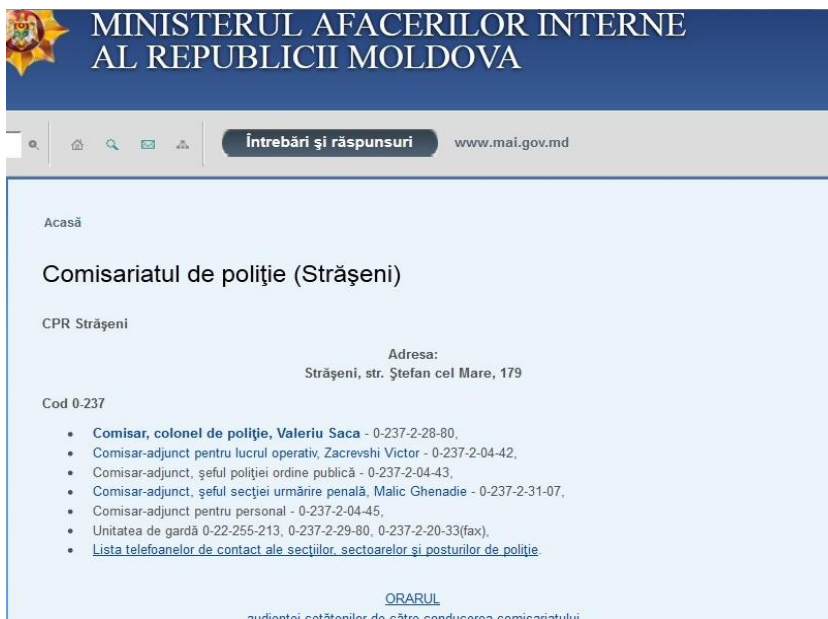 MINISTERUL AFACERILOR INTERNE
AL REPUBLICII MOLDOVA
Întrebări şi răspunsuri
www.mai.gov.md
Acasă
Comisariatul de poliţie (Străşeni)
CPR Străşeni
Adresa:
Străşeni, str. Ştefan cel Mare, 179
Cod 0-237
Comisar, colonel de poliţie, Valeriu Saca - 0-237-2-28-80,
Comisar-adjunct pentru lucrul operativ, Zacrevshi Victor - 0-237-2-04-42,
Comisar-adjunct, şeful poliţiei ordine publică - 0-237-2-04-43,
Comisar-adjunct, şeful secţiei urmărire penală, Malic Ghenadie - 0-237-2-31-07,
Comisar-adjunct pentru personal - 0-237-2-04-45,
Unitatea de gardă 0-22-255-213, 0-237-2-29-80, 0-237-2-20-33(fax),
Lista telefoanelor de contact ale secţiilor, sectoarelor şi posturilor de poliţie.
ORARUL
audienţei cetăţenilor de către conducerea comisariatului